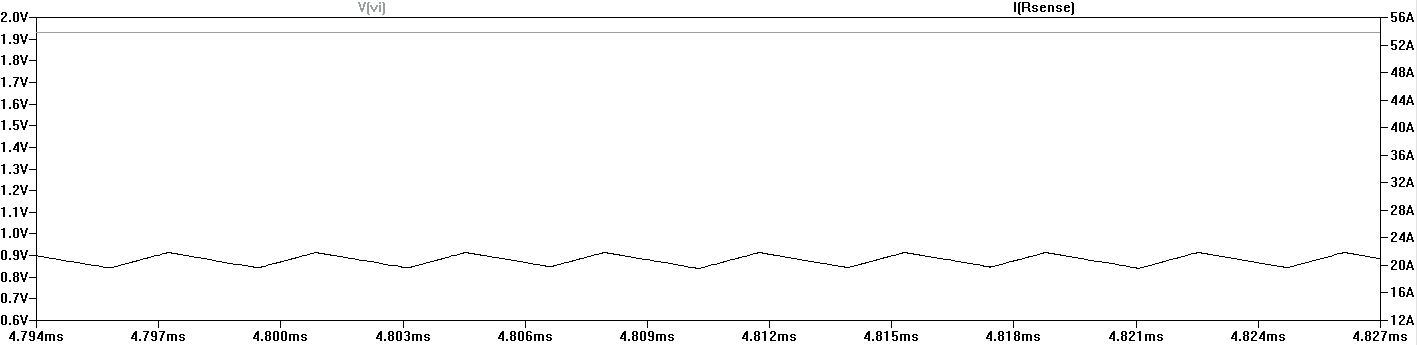 V(vi) I(Rsense)
2.0V 56A
1.9V 52A
1.8V 48A
1.7V 44A
1.6V 40A
1.5V 36A
1.4V 32A
1.3V 28A
1.2V 24A
1.1V 20A
1.0V 16A
0.9V 12A
0.8V
0.7V
0.6V
4.794ms 4.797ms 4.800ms 4.803ms 4.806ms 4.809ms 4.812ms 4.815ms 4.818ms 4.821ms 4.824ms 4.827ms